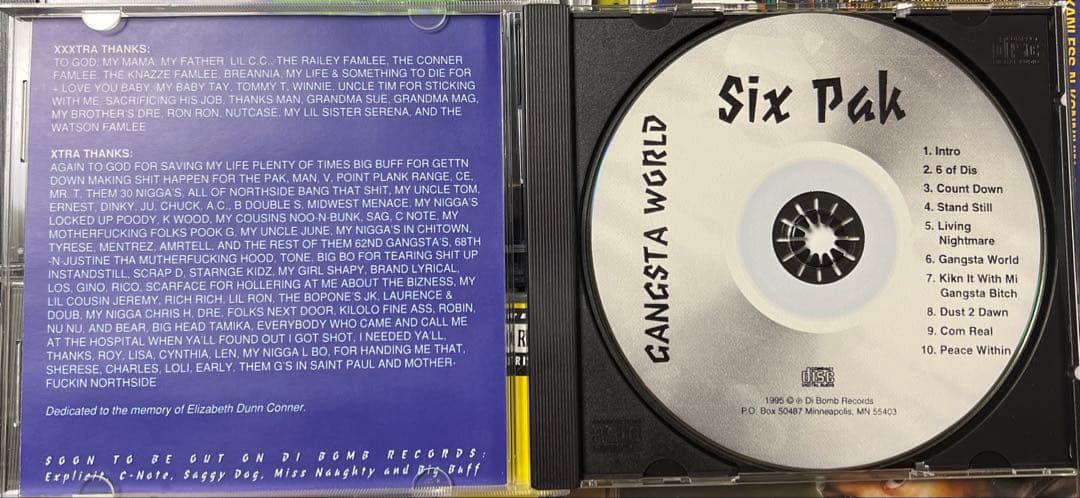 XXXTRA THANKS:
TO GOD, MY MAMA, MY FATHER, LIL C.C., THE RAILEY FAMLEE, THE CONNER
FAMLEE, THE KNAZZE FAMLEE, BREANNIA, MY LIFE & SOMETHING TO DIE FOR
+ LOVE YOU BABY, MY BABY TAY, TOMMY T, WINNIE, UNCLE TIM FOR STICKING
WITH ME, SACRIFICING HIS JOB, THANKS MAN, GRANDMA SUE, GRANDMA MAG,
MY BROTHER'S DRE, RON RON, NUTCASE, MY LIL SISTER SERENA, AND THE
WATSON FAMLEE
XTRA THANKS:
AGAIN TO GOD FOR SAVING MY LIFE PLENTY OF TIMES BIG BUFF FOR GETTN
DOWN MAKING SHIT HAPPEN FOR THE PAK, MAN, V, POINT PLANK RANGE, CE,
MR. T, THEM 30 NIGGA'S, ALL OF NORTHSIDE BANG THAT SHIT, MY UNCLE TOM,
ERNEST, DINKY, JU, CHUCK, A.C., B DOUBLE S, MIDWEST MENACE, MY NIGGA'S
LOCKED UP POODY, K WOOD, MY COUSINS NOO-N-BUNK, SAG, C NOTE, MY
MOTHERFUCKING FOLKS POOK G, MY UNCLE JUNE, MY NIGGA'S IN CHITOWN,
TYRESE, MENTREZ, AMRTELL, AND THE REST OF THEM 62ND GANGSTA'S, 68TH
-N-JUSTINE THA MUTHERFUCKING HOOD, TONE, BIG BO FOR TEARING SHIT UP
INSTANDSTILL, SCRAP D, STARNGE KIDZ, MY GIRL SHAPY, BRAND LYRICAL,
LOS, GINO, RICO, SCARFACE FOR HOLLERING AT ME ABOUT THE BIZNESS, MY
LIL COUSIN JEREMY, RICH RICH, LIL RON, THE BOPONE'S JK, LAURENCE &
DOUB, MY NIGGA CHRIS H, DRE, FOLKS NEXT DOOR, KILOLO FINE ASS, ROBIN,
NU NU, AND BEAR, BIG HEAD TAMIKA, EVERYBODY WHO CAME AND CALL ME
AT THE HOSPITAL WHEN YA'LL FOUND OUT I GOT SHOT, I NEEDED YA'LL,
THANKS, ROY, LISA, CYNTHIA, LEN, MY NIGGA L BO, FOR HANDING ME THAT,
SHERESE, CHARLES, LOLI, EARLY, THEM G'S IN SAINT PAUL AND MOTHER-
FUCKIN NORTHSIDE
Dedicated to the memory of Elizabeth Dunn Conner.
SOON TO BE OUT ON DI BOMB RECORDS:
Explicit, C-Note, Saggy Dog, Miss Naughty and Big Buff
Six Pak
GANGSTA WORLD
1. Intro
2. 6 of Dis
3. Count Down
4. Stand Still
5. Living
Nightmare
6. Gangsta World
7. Kikn It With Mi
Gangsta Bitch
8. Dust 2 Dawn
9. Com Real
10. Peace Within
COMPACT
disc
DIGITAL AUDIO
1995 © ℗ Di Bomb Records
P.O. Box 50487 Minneapolis, MN 55403